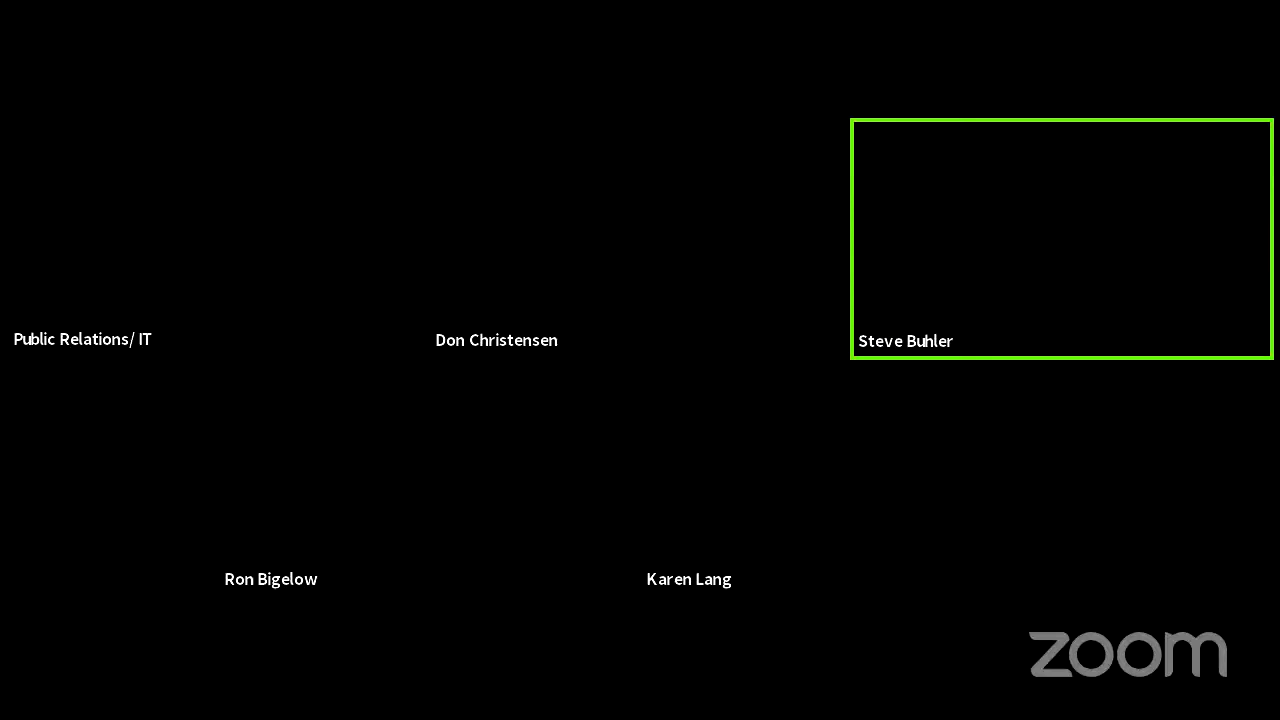 Public Relations/ IT
Don Christensen
Steve Buhler
Ron Bigelow
Karen Lang
zoom